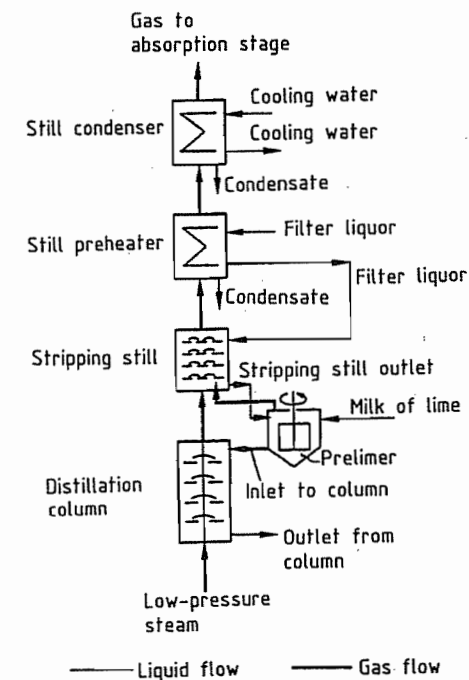 Gas to
absorption stage
Cooling water
Still condenser
Cooling water
Condensate
Still preheater
Filter liquor
Filter liquor
Condensate
Stripping still
Stripping still outlet
Milk of lime
Prelimer
Distillation
column
Inlet to column
Outlet from
column
Low-pressure
steam
Liquid flow
Gas flow